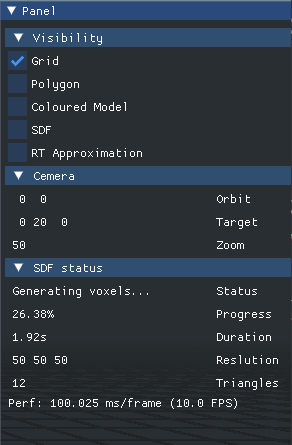 Panel
Visibility
Grid
Polygon
Coloured Model
SDF
RT Approximation
Cemera
0 0 Orbit
0 20 0 Target
50 Zoom
SDF status
Generating voxels... Status
26.38% Progress
1.92s Duration
50 50 50 Reslution
12 Triangles
Perf: 100.025 ms/frame (10.0 FPS)